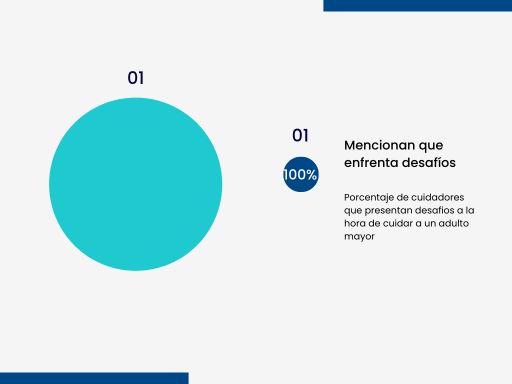 01
01
100%
Mencionan que
enfrenta desafíos
Porcentaje de cuidadores
que presentan desafios a la
hora de cuidar a un adulto
mayor